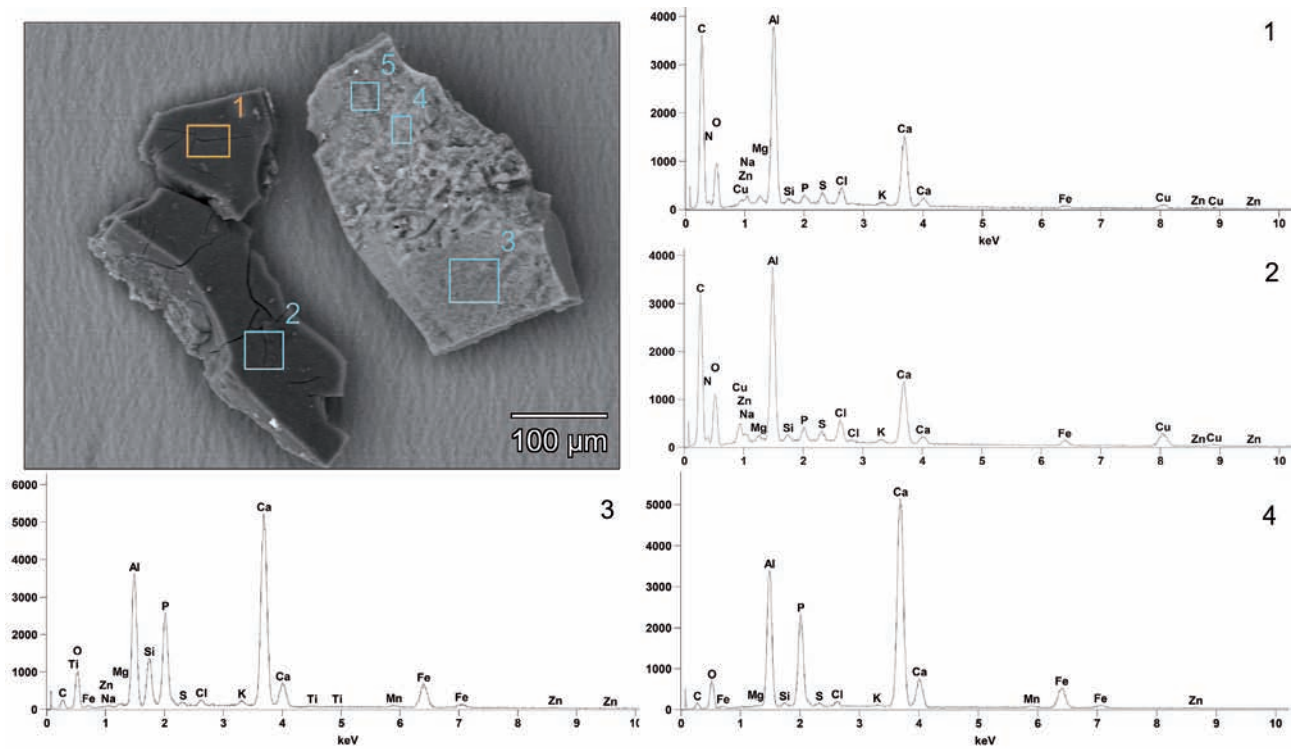 1
2
3
4
5
100 µm
1
4000
3000
2000
1000
0
C
N
O
Cu
Zn
Na
Mg
Al
Si
P
S
Cl
K
Ca
Ca
Fe
Cu
Zn
Cu
Zn
0 1 2 3 4 5 6 7 8 9 10
keV
2
4000
3000
2000
1000
0
C
N
O
Cu
Zn
Na
Mg
Al
Si
P
S
Cl
Cl
K
Ca
Ca
Fe
Cu
Zn
Cu
Zn
0 1 2 3 4 5 6 7 8 9 10
keV
3
6000
5000
4000
3000
2000
1000
0
C
O
Ti
Fe
Zn
Na
Mg
Al
Si
P
S
Cl
K
Ca
Ca
Ti
Ti
Mn
Fe
Fe
Zn
Zn
0 1 2 3 4 5 6 7 8 9 10
keV
4
5000
4000
3000
2000
1000
0
C
O
Fe
Mg
Al
Si
P
S
Cl
K
Ca
Ca
Mn
Fe
Fe
Zn
0 1 2 3 4 5 6 7 8 9 10
keV